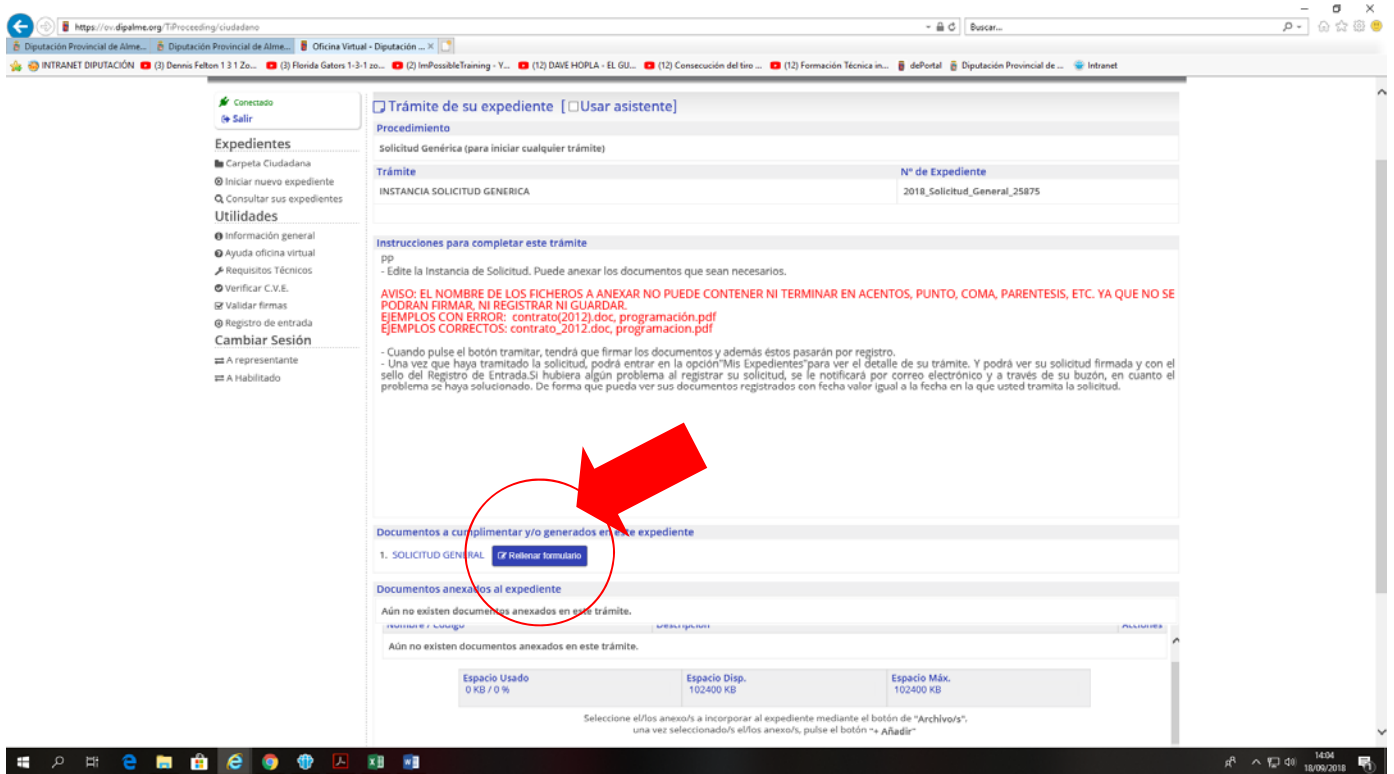 https://ov.dipalme.org/TiProceeding/ciudadano
Buscar...
Diputación Provincial de Alme...
Diputación Provincial de Alme...
Oficina Virtual - Diputación ...
INTRANET DIPUTACIÓN
(3) Dennis Felton 1 3 1 Zo...
(3) Florida Gators 1-3-1 zo...
(2) ImPossibleTraining - Y...
(12) DAVE HOPLA - EL GU...
(12) Consecución del tiro ...
(12) Formación Técnica in...
dePortal
Diputación Provincial de ...
Intranet
Conectado
Salir
Expedientes
Carpeta Ciudadana
Iniciar nuevo expediente
Consultar sus expedientes
Utilidades
Información general
Ayuda oficina virtual
Requisitos Técnicos
Verificar C.V.E.
Validar firmas
Registro de entrada
Cambiar Sesión
A representante
A Habilitado
Trámite de su expediente [ Usar asistente]
Procedimiento
Solicitud Genérica (para iniciar cualquier trámite)
Trámite
Nº de Expediente
INSTANCIA SOLICITUD GENERICA
2018_Solicitud_General_25875
Instrucciones para completar este trámite
pp
- Edite la Instancia de Solicitud. Puede anexar los documentos que sean necesarios.
AVISO: EL NOMBRE DE LOS FICHEROS A ANEXAR NO PUEDE CONTENER NI TERMINAR EN ACENTOS, PUNTO, COMA, PARENTESIS, ETC. YA QUE NO SE
PODRAN FIRMAR, NI REGISTRAR NI GUARDAR.
EJEMPLOS CON ERROR: contrato(2012).doc, programación.pdf
EJEMPLOS CORRECTOS: contrato_2012.doc, programacion.pdf
- Cuando pulse el botón tramitar, tendrá que firmar los documentos y además éstos pasarán por registro.
- Una vez que haya tramitado la solicitud, podrá entrar en la opción"Mis Expedientes"para ver el detalle de su trámite. Y podrá ver su solicitud firmada y con el
sello del Registro de Entrada.Si hubiera algún problema al registrar su solicitud, se le notificará por correo electrónico y a través de su buzón, en cuanto el
problema se haya solucionado. De forma que pueda ver sus documentos registrados con fecha valor igual a la fecha en la que usted tramita la solicitud.
Documentos a cumplimentar y/o generados en este expediente
1. SOLICITUD GENERAL
Rellenar formulario
Documentos anexados al expediente
Aún no existen documentos anexados en este trámite.
Nombre / Código
Descripción
Acciones
Aún no existen documentos anexados en este trámite.
Espacio Usado
0 KB / 0 %
Espacio Disp.
102400 KB
Espacio Máx.
102400 KB
Seleccione el/los anexo/s a incorporar al expediente mediante el botón de "Archivo/s".
una vez seleccionado/s el/los anexo/s, pulse el botón "+ Añadir"
14:04
18/09/2018